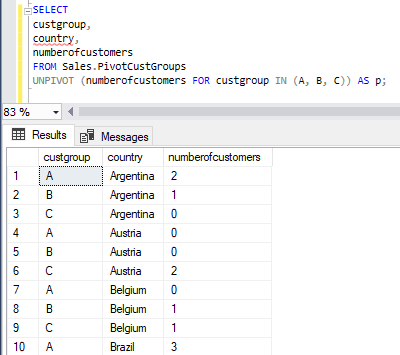 SELECT
custgroup,
country,
numberofcustomers
FROM Sales.PivotCustGroups
UNPIVOT (numberofcustomers FOR custgroup IN (A, B, C)) AS p;
83 %
Results Messages
custgroup country numberofcustomers
1 A Argentina 2
2 B Argentina 1
3 C Argentina 0
4 A Austria 0
5 B Austria 0
6 C Austria 2
7 A Belgium 0
8 B Belgium 1
9 C Belgium 1
10 A Brazil 3